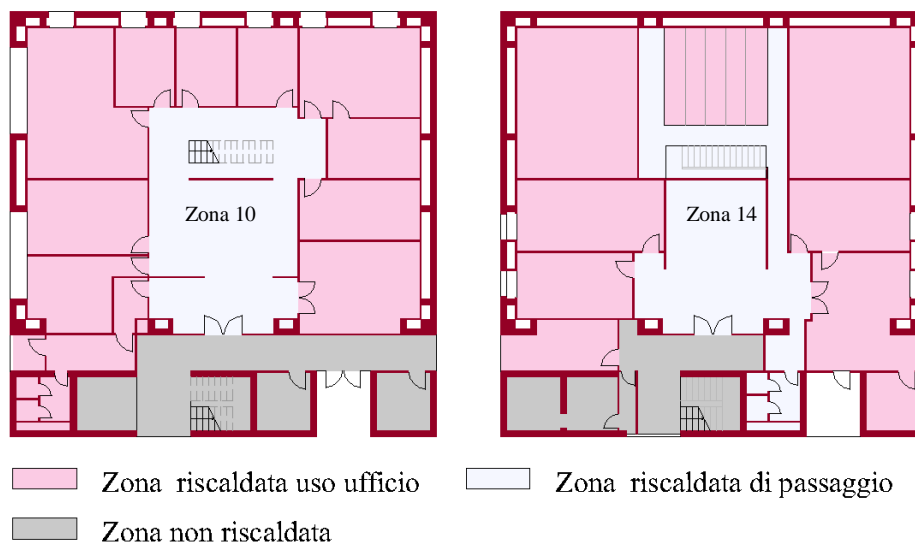 Zona 10
Zona 14
Zona riscaldata uso ufficio
Zona riscaldata di passaggio
Zona non riscaldata